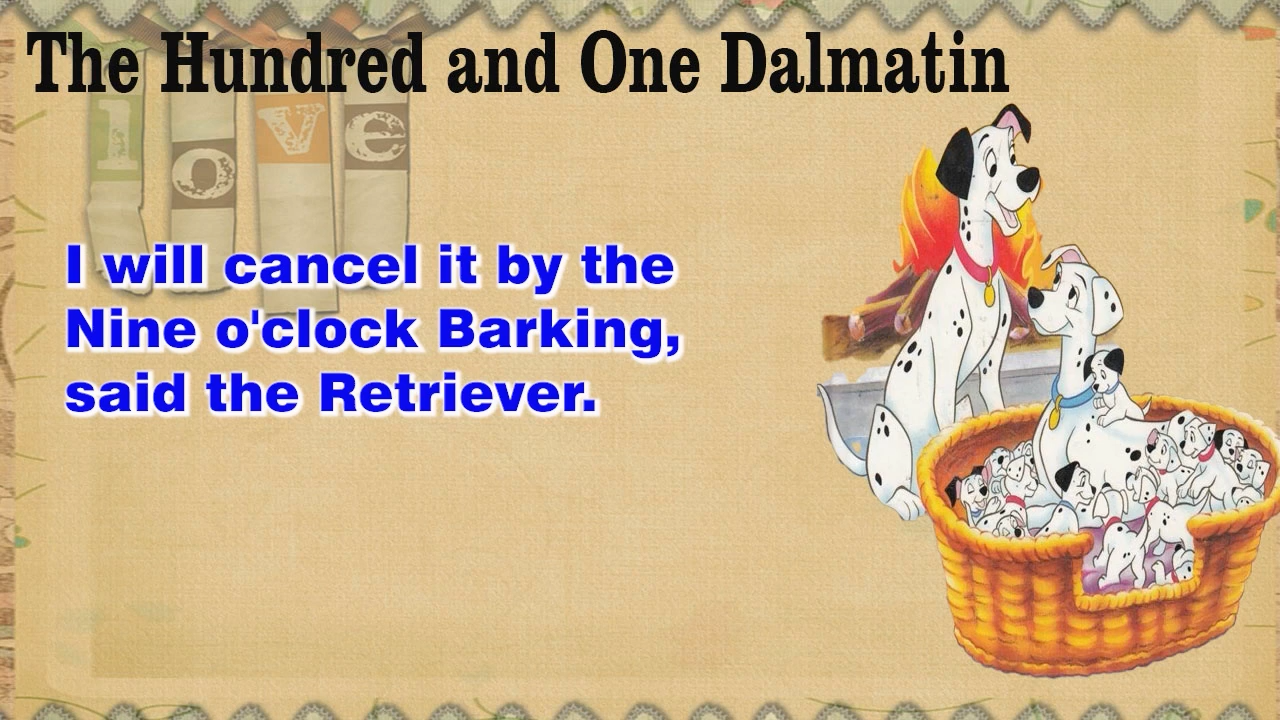 The Hundred and One Dalmatin
love
I will cancel it by the
Nine o'clock Barking,
said the Retriever.